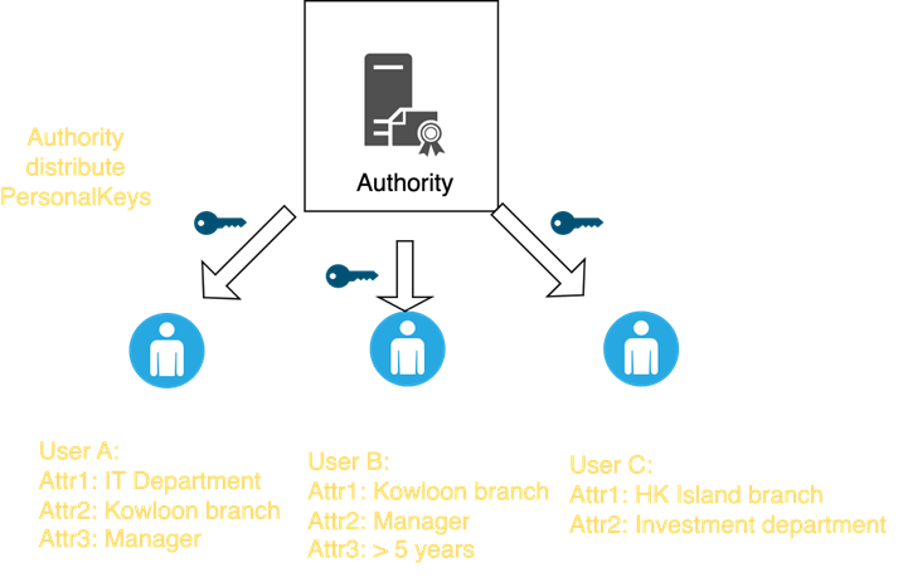 Authority
Authority
distribute
PersonalKeys
User A:
Attr1: IT Department
Attr2: Kowloon branch
Attr3: Manager
User B:
Attr1: Kowloon branch
Attr2: Manager
Attr3: > 5 years
User C:
Attr1: HK Island branch
Attr2: Investment department